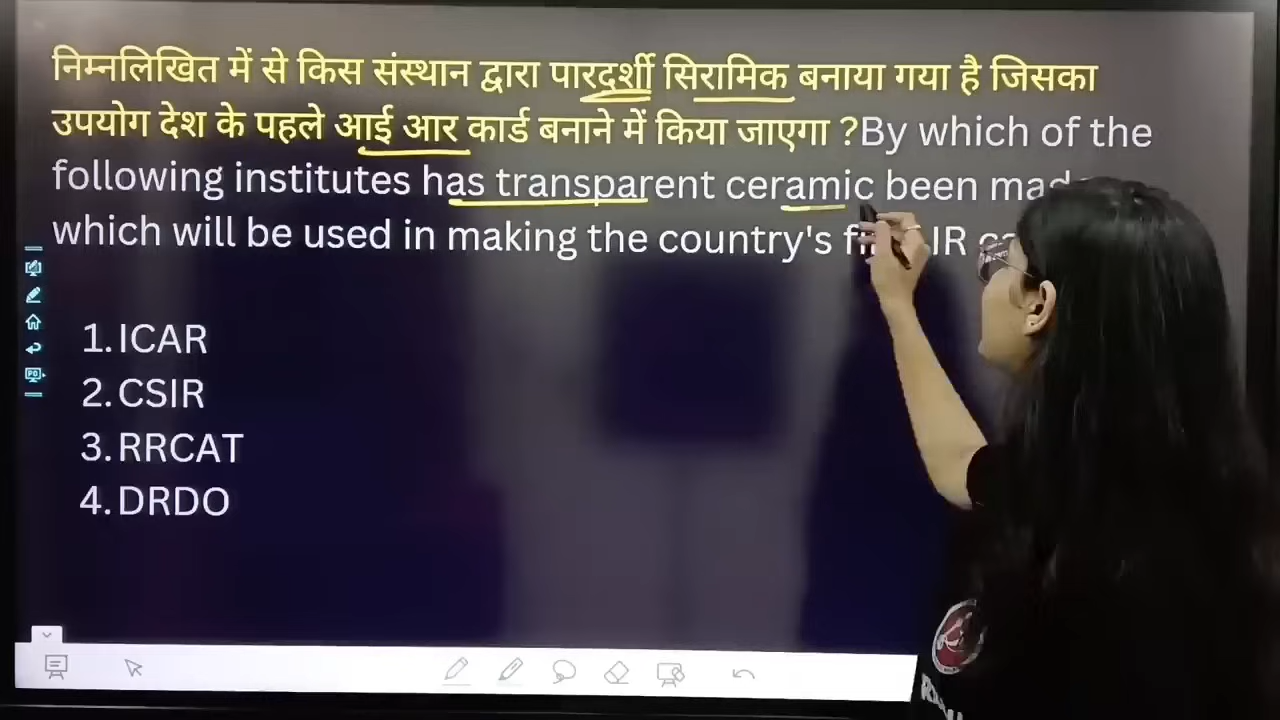 निम्नलिखित में से किस संस्थान द्वारा पारदर्शी सिरामिक बनाया गया है जिसका
उपयोग देश के पहले आई आर कार्ड बनाने में किया जाएगा ?By which of the
following institutes has transparent ceramic been
which will be used in making the country's IR
1. ICAR
2. CSIR
3. RRCAT
4. DRDO